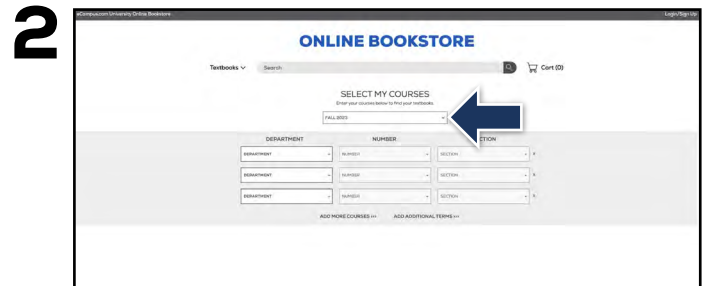 2
eCampus.com University Online Bookstore Login/Sign Up
ONLINE BOOKSTORE
Textbooks Search Cart (0)
SELECT MY COURSES
Enter your courses below to find your textbooks.
FALL 2023
DEPARTMENT NUMBER CTION
DEPARTMENT NUMBER SECTION x
DEPARTMENT NUMBER SECTION x
DEPARTMENT NUMBER SECTION x
ADD MORE COURSES >>> ADD ADDITIONAL TERMS >>>